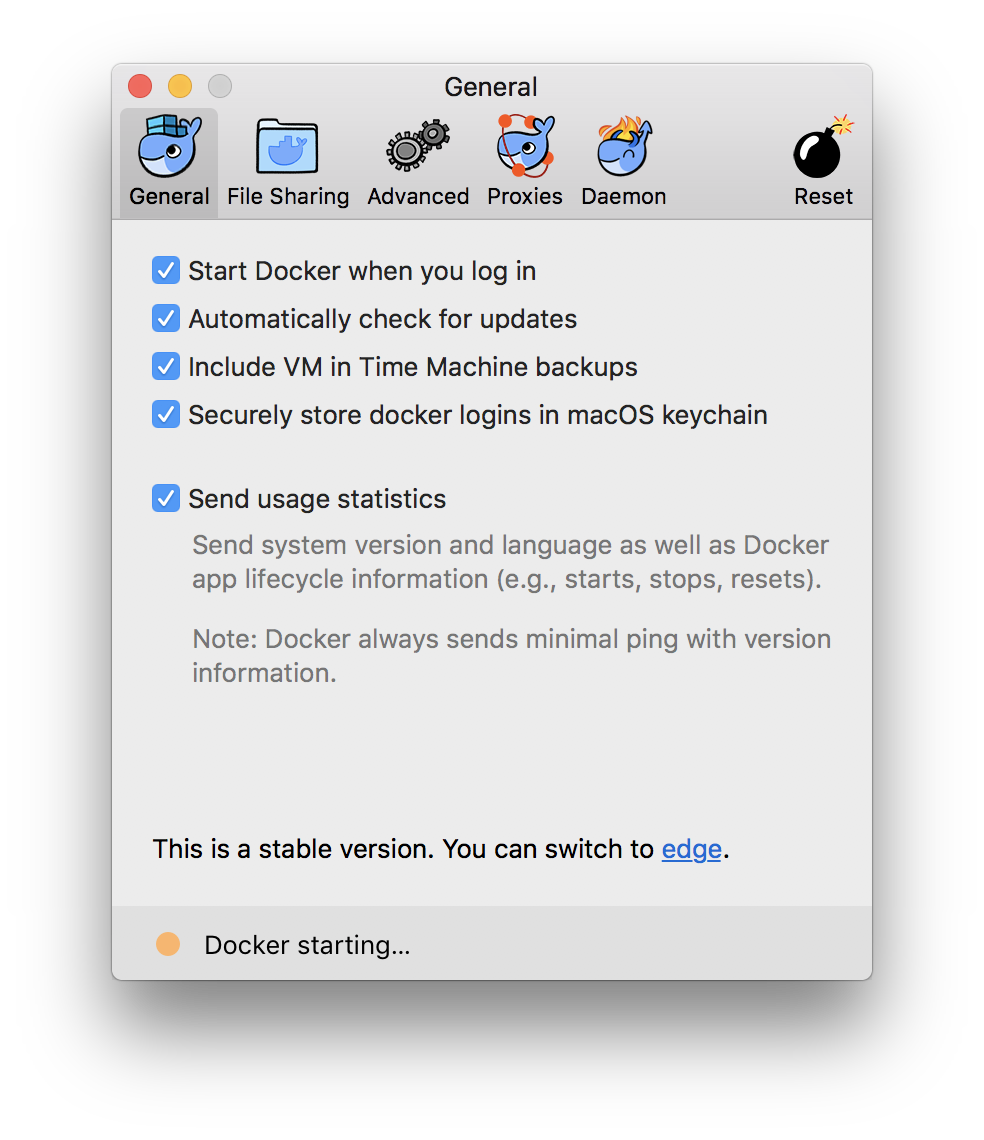 General
General
File Sharing
Advanced
Proxies
Daemon
Reset
Start Docker when you log in
Automatically check for updates
Include VM in Time Machine backups
Securely store docker logins in macOS keychain
Send usage statistics
Send system version and language as well as Docker
app lifecycle information (e.g., starts, stops, resets).
Note: Docker always sends minimal ping with version
information.
This is a stable version. You can switch to edge.
Docker starting...